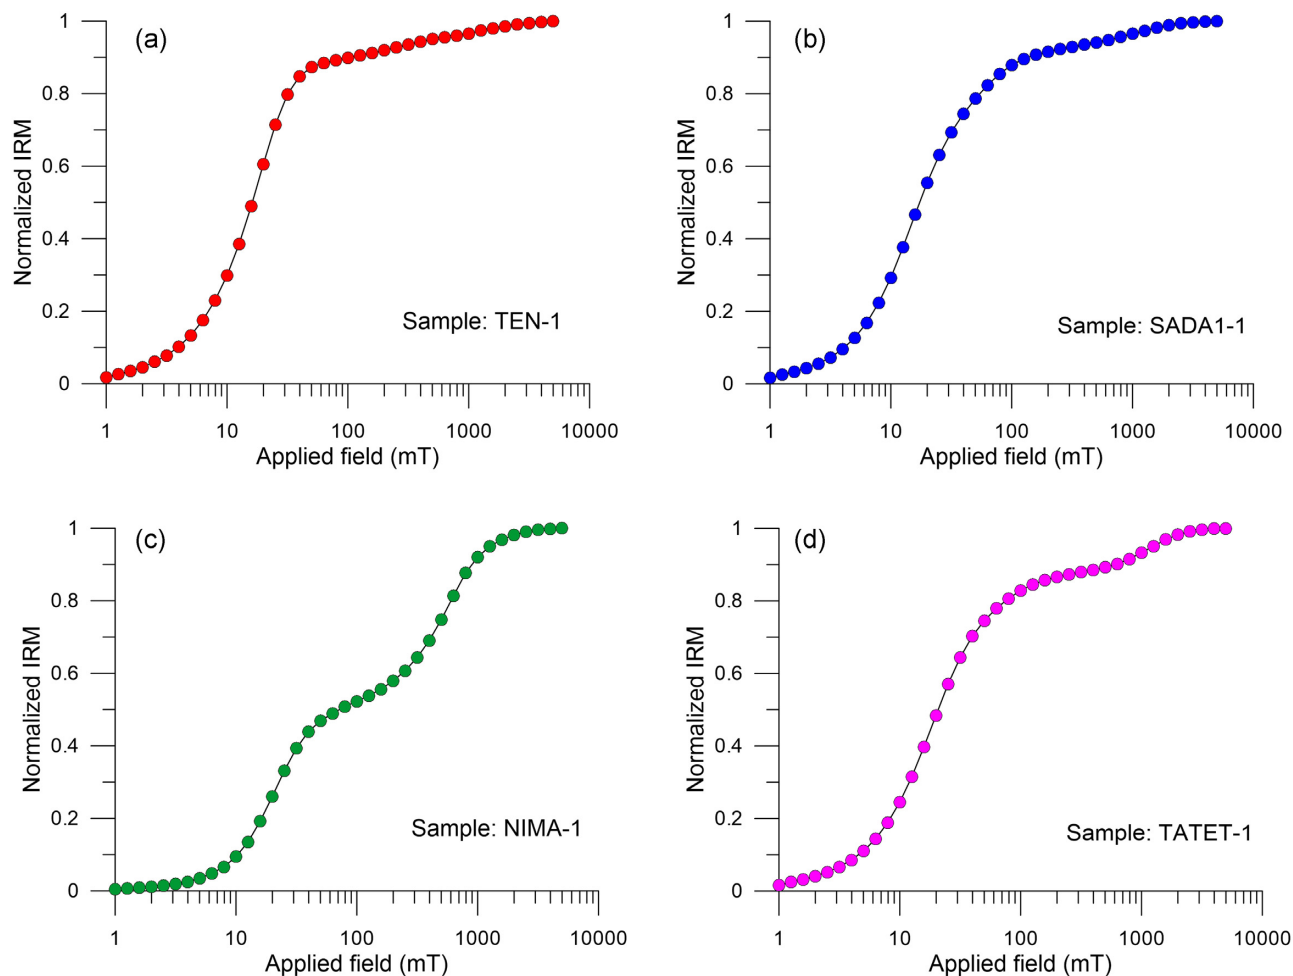 (a)
1
0.8
0.6
0.4
0.2
0
Normalized IRM
Sample: TEN-1
1 10 100 1000 10000
Applied field (mT)
(b)
1
0.8
0.6
0.4
0.2
0
Normalized IRM
Sample: SADA1-1
1 10 100 1000 10000
Applied field (mT)
(c)
1
0.8
0.6
0.4
0.2
0
Normalized IRM
Sample: NIMA-1
1 10 100 1000 10000
Applied field (mT)
(d)
1
0.8
0.6
0.4
0.2
0
Normalized IRM
Sample: TATET-1
1 10 100 1000 10000
Applied field (mT)